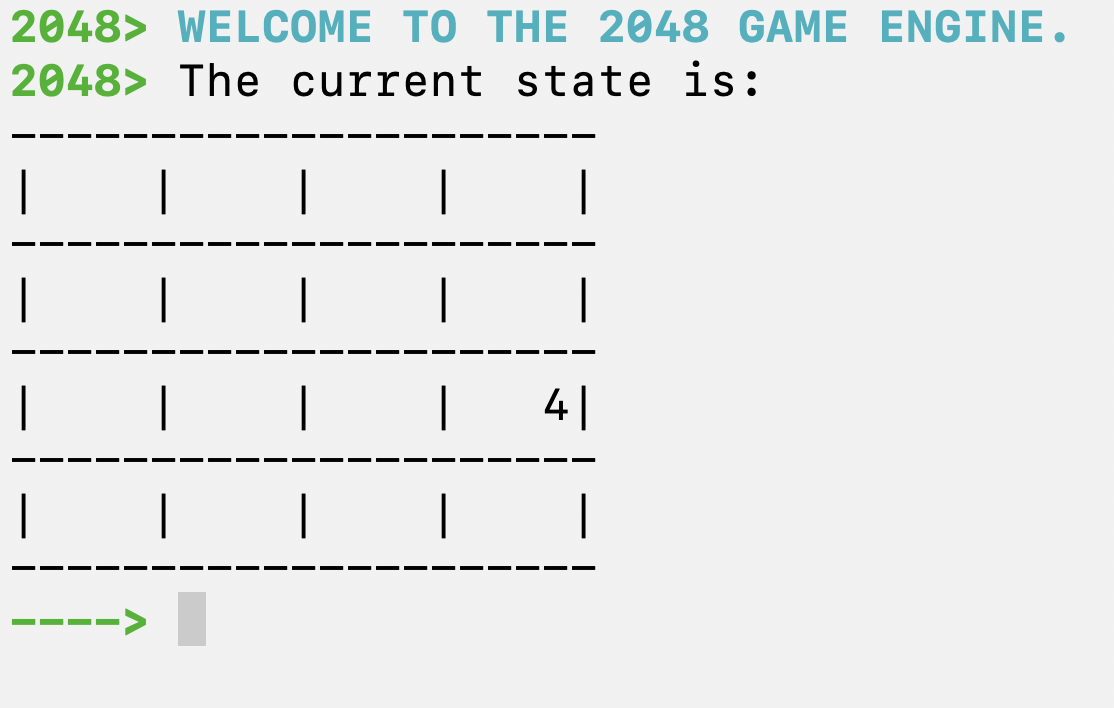 2048> WELCOME TO THE 2048 GAME ENGINE.
2048> The current state is:
---------------------
|    |    |    |    |
---------------------
|    |    |    |    |
---------------------
|    |    |    |   4|
---------------------
|    |    |    |    |
---------------------
---->